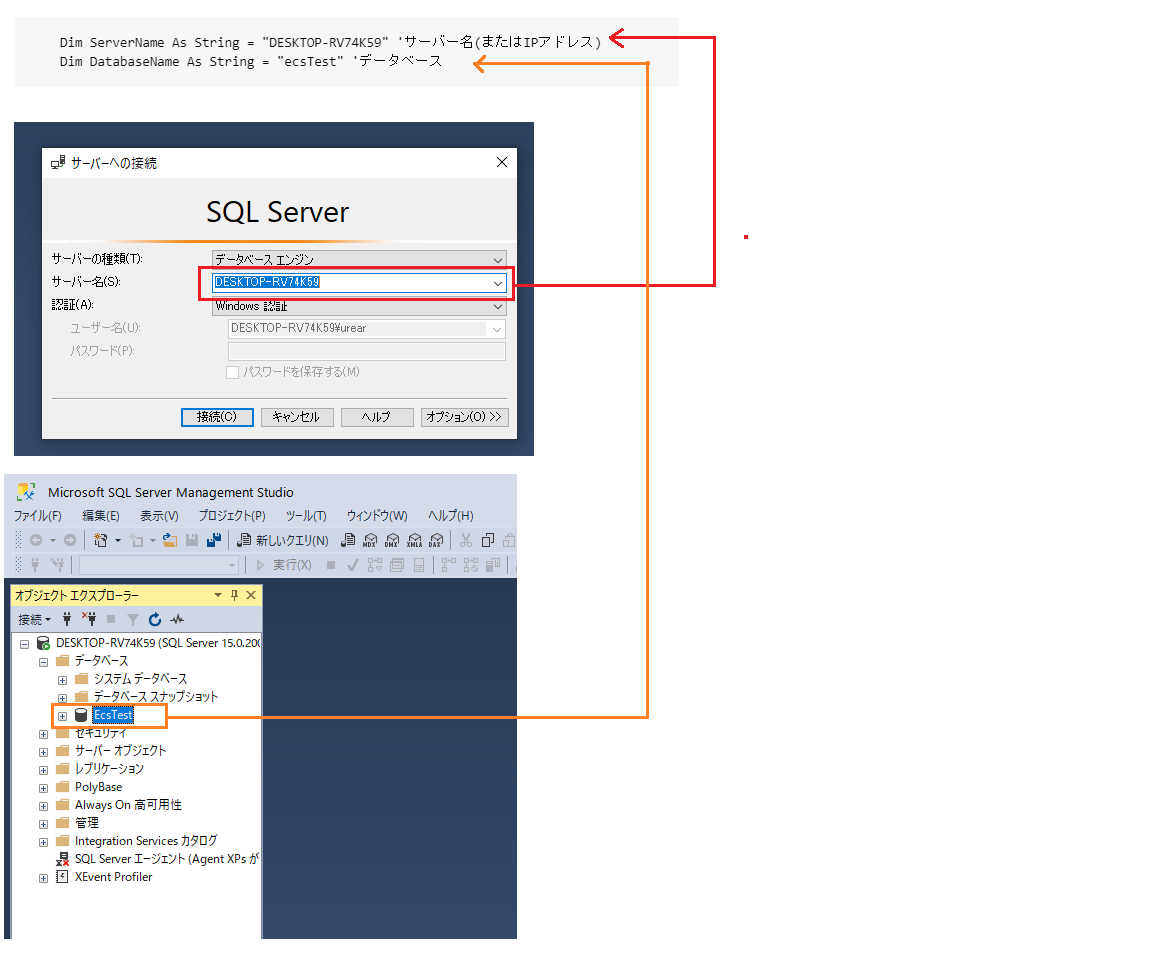 Dim ServerName As String = "DESKTOP-RV74K59" 'サーバー名(またはIPアドレス)
Dim DatabaseName As String = "ecsTest" 'データベース
サーバーへの接続
SQL Server
サーバーの種類(T): データベース エンジン
サーバー名(S): DESKTOP-RV74K59
認証(A): Windows 認証
ユーザー名(U): DESKTOP-RV74K59¥urear
パスワード(P):
パスワードを保存する(M)
接続(C) キャンセル ヘルプ オプション(O) >>
Microsoft SQL Server Management Studio
ファイル(F) 編集(E) 表示(V) プロジェクト(P) ツール(T) ウィンドウ(W) ヘルプ(H)
新しいクエリ(N) MDX DMX XMLA DAX
実行(X)
オブジェクト エクスプローラー
接続
DESKTOP-RV74K59 (SQL Server 15.0.200
データベース
システム データベース
データベース スナップショット
EcsTest
セキュリティ
サーバー オブジェクト
レプリケーション
PolyBase
Always On 高可用性
管理
Integration Services カタログ
SQL Server エージェント (Agent XPs が
XEvent Profiler